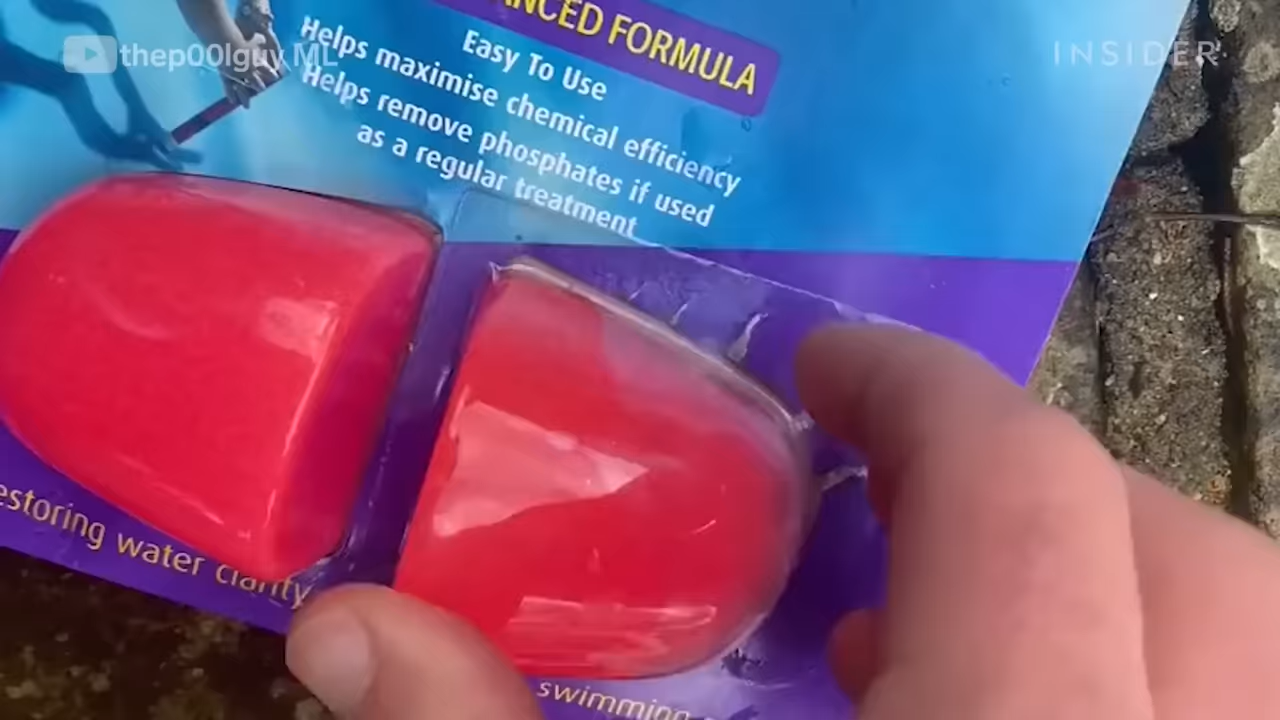 thep00lguy ML
INSIDER
ANCED FORMULA
Easy To Use
Helps maximise chemical efficiency
Helps remove phosphates if used
as a regular treatment
estoring water clarity
swimming